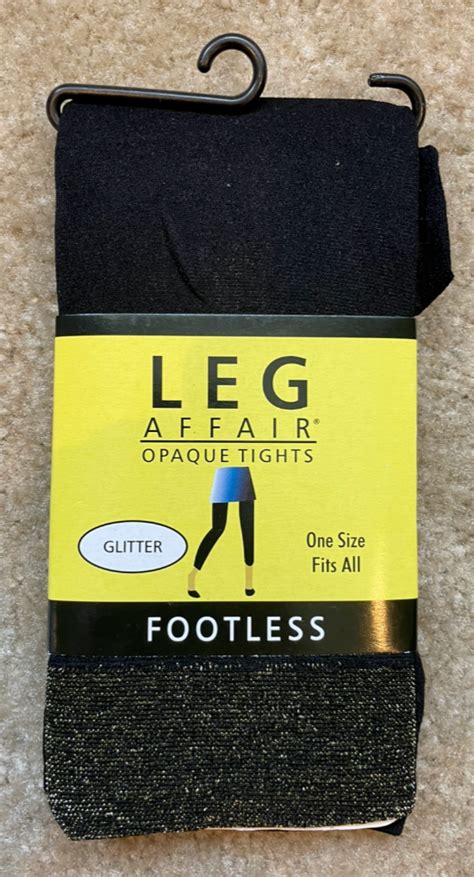 LEG
AFFAIR®
OPAQUE TIGHTS
GLITTER
One Size
Fits All
FOOTLESS